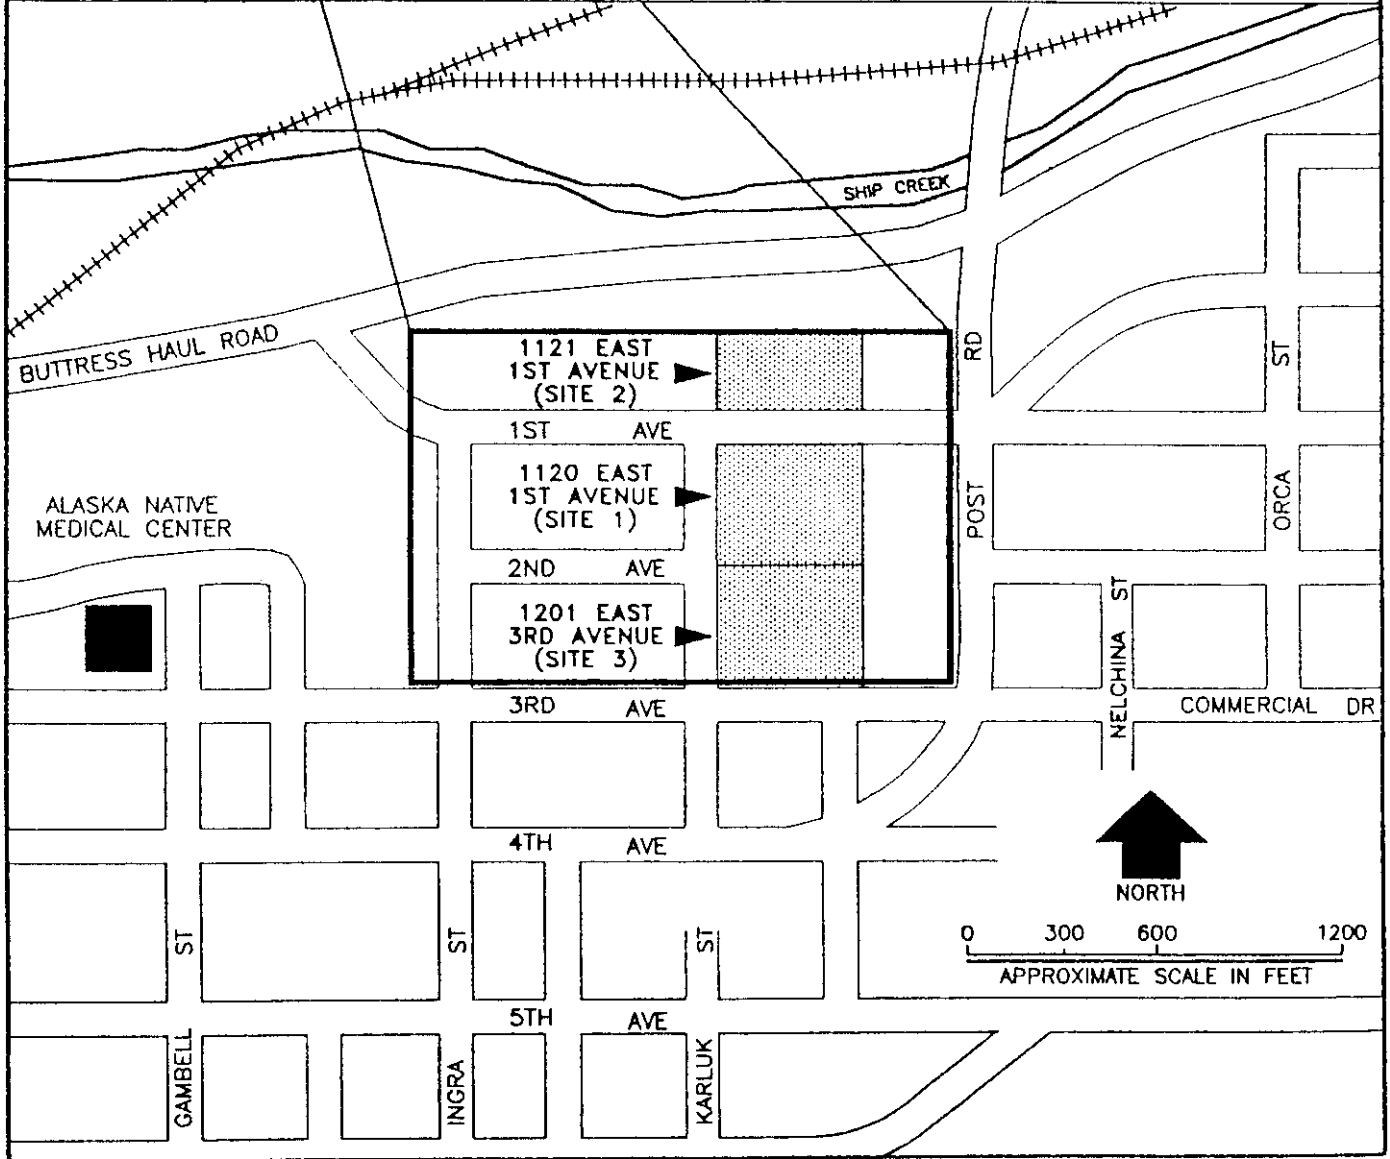 SHIP CREEK
BUTTRESS HAUL ROAD
1121 EAST
1ST AVENUE
(SITE 2)
RD
ST
1ST AVE
1120 EAST
1ST AVENUE
(SITE 1)
ALASKA NATIVE
MEDICAL CENTER
POST
ORCA
2ND AVE
1201 EAST
3RD AVENUE
(SITE 3)
NELCHINA ST
3RD AVE
COMMERCIAL DR
4TH AVE
NORTH
0 300 600 1200
APPROXIMATE SCALE IN FEET
ST
ST
ST
5TH AVE
GAMBELL
INGRA
KARLUK